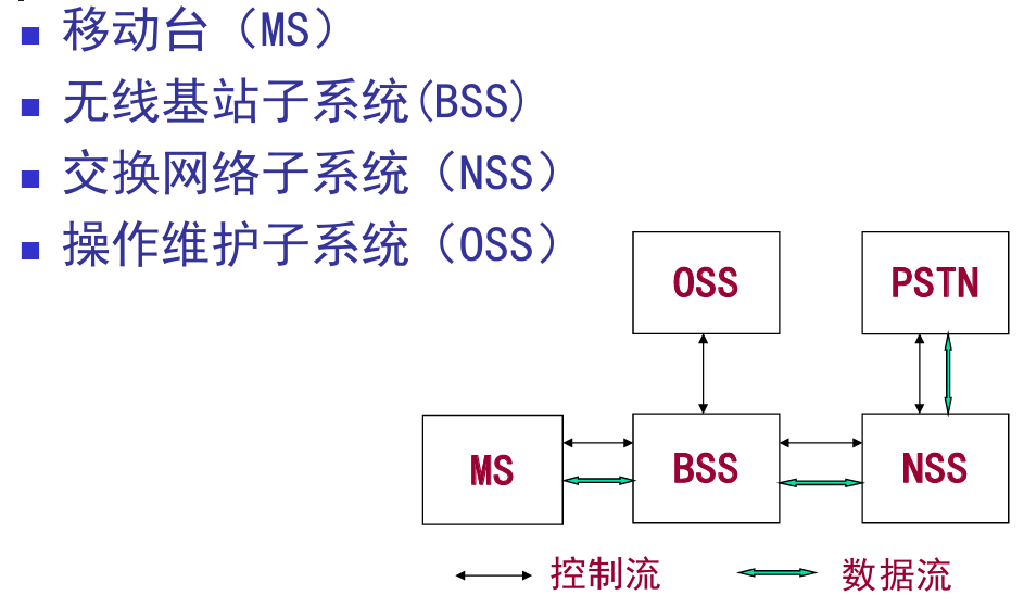 移动台（MS）
无线基站子系统(BSS)
交换网络子系统（NSS）
操作维护子系统（OSS）
OSS
PSTN
MS
BSS
NSS
控制流
数据流